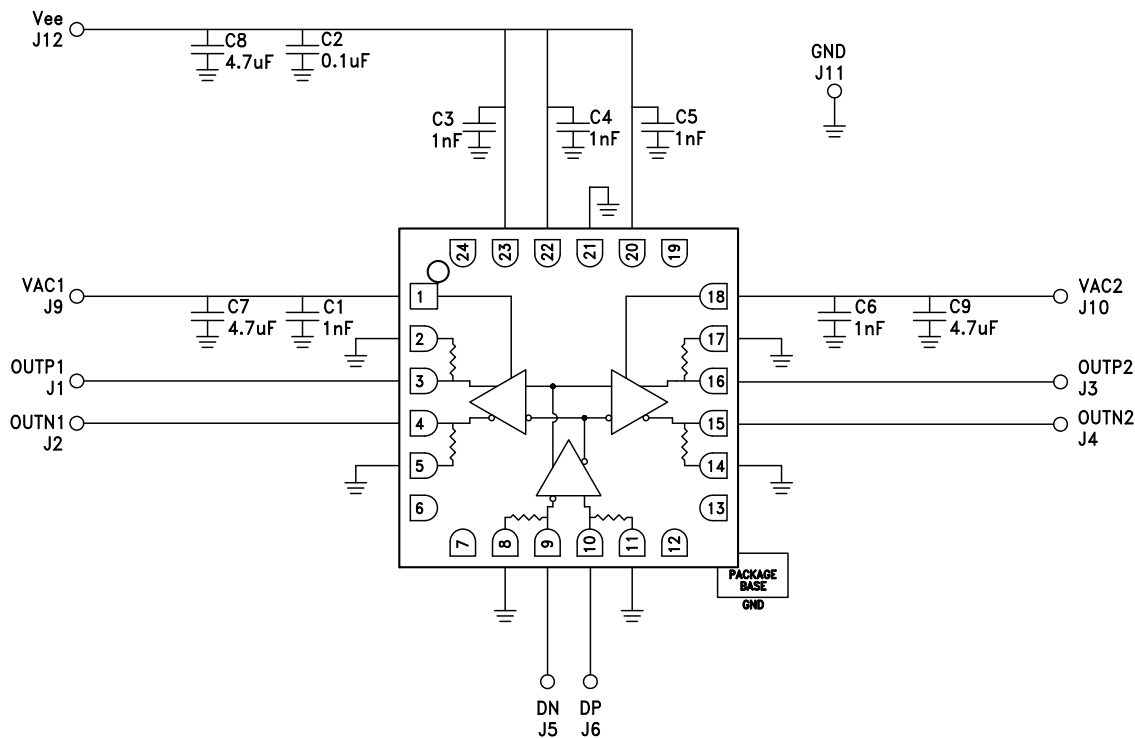 Vee
J12
C8
4.7uF
C2
0.1uF
GND
J11
C3
1nF
C4
1nF
C5
1nF
24
23
22
21
20
19
VAC1
J9
C7
4.7uF
C1
1nF
1
18
C6
1nF
C9
4.7uF
VAC2
J10
2
17
OUTP1
J1
3
16
OUTP2
J3
OUTN1
J2
4
15
OUTN2
J4
5
14
6
13
7
8
9
10
11
12
PACKAGE
BASE
GND
DN
J5
DP
J6